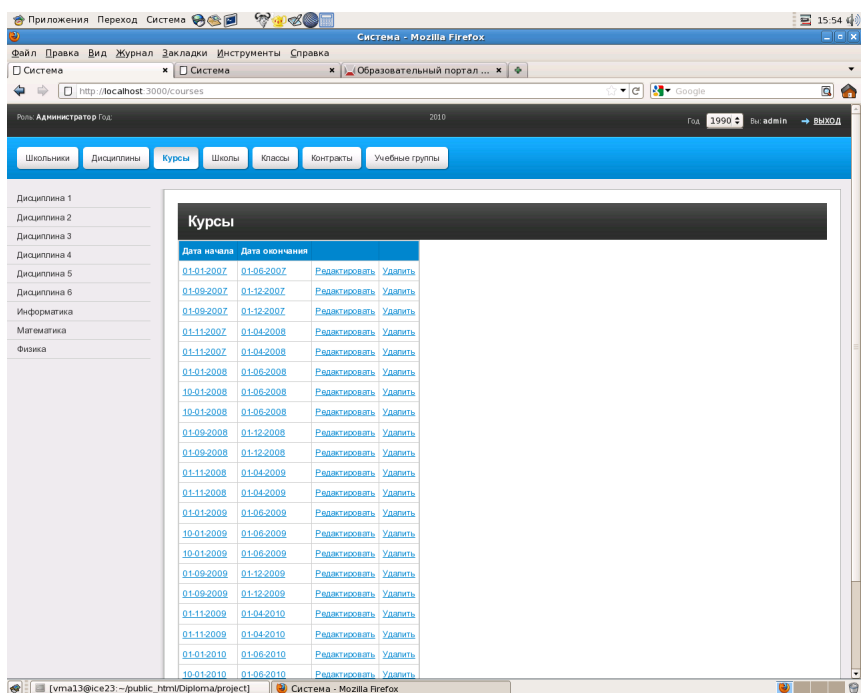 Приложения Переход Система 15:54
Система - Mozilla Firefox
Файл Правка Вид Журнал Закладки Инструменты Справка
Система Система Образовательный портал ...
http://localhost:3000/courses Google
Роль: Администратор Год: 2010 Год 1990 Вы: admin ВЫХОД
Школьники Дисциплины Курсы Школы Классы Контракты Учебные группы
Дисциплина 1
Дисциплина 2
Дисциплина 3
Дисциплина 4
Дисциплина 5
Дисциплина 6
Информатика
Математика
Физика
Курсы
Дата начала Дата окончания
01-01-2007 01-06-2007 Редактировать Удалить
01-09-2007 01-12-2007 Редактировать Удалить
01-09-2007 01-12-2007 Редактировать Удалить
01-11-2007 01-04-2008 Редактировать Удалить
01-11-2007 01-04-2008 Редактировать Удалить
01-01-2008 01-06-2008 Редактировать Удалить
10-01-2008 01-06-2008 Редактировать Удалить
10-01-2008 01-06-2008 Редактировать Удалить
01-09-2008 01-12-2008 Редактировать Удалить
01-09-2008 01-12-2008 Редактировать Удалить
01-11-2008 01-04-2009 Редактировать Удалить
01-11-2008 01-04-2009 Редактировать Удалить
01-01-2009 01-06-2009 Редактировать Удалить
10-01-2009 01-06-2009 Редактировать Удалить
10-01-2009 01-06-2009 Редактировать Удалить
01-09-2009 01-12-2009 Редактировать Удалить
01-09-2009 01-12-2009 Редактировать Удалить
01-11-2009 01-04-2010 Редактировать Удалить
01-11-2009 01-04-2010 Редактировать Удалить
01-01-2010 01-06-2010 Редактировать Удалить
10-01-2010 01-06-2010 Редактировать Удалить
[vma13@ice23:~/public_html/Diploma/project] Система - Mozilla Firefox